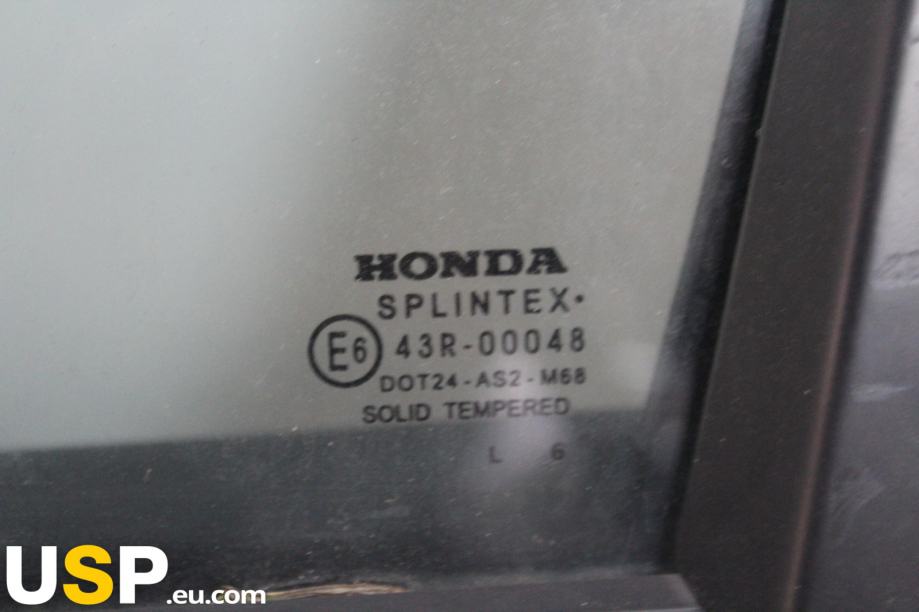 HONDA
SPLINTEX•
E6 43R-00048
DOT24-AS2-M68
SOLID TEMPERED
L 6
USP.eu.com